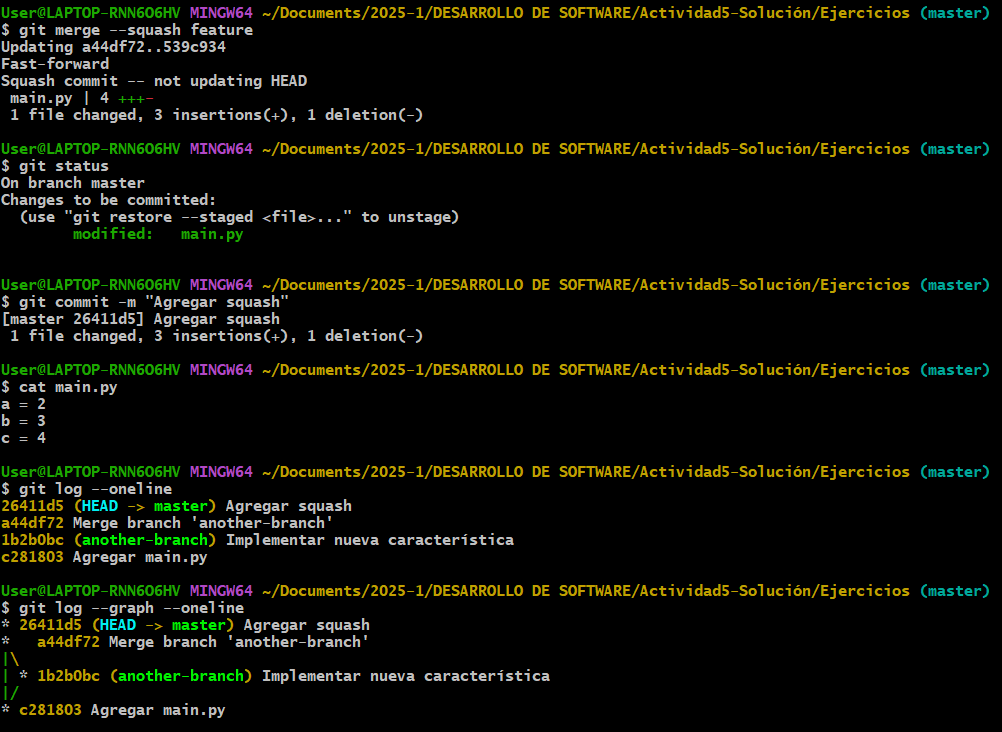 User@LAPTOP-RNN6O6HV MINGW64 ~/Documents/2025-1/DESARROLLO DE SOFTWARE/Actividad5-Solución/Ejercicios (master)
$ git merge --squash feature
Updating a44df72..539c934
Fast-forward
Squash commit -- not updating HEAD
 main.py | 4 +++-
 1 file changed, 3 insertions(+), 1 deletion(-)

User@LAPTOP-RNN6O6HV MINGW64 ~/Documents/2025-1/DESARROLLO DE SOFTWARE/Actividad5-Solución/Ejercicios (master)
$ git status
On branch master
Changes to be committed:
  (use "git restore --staged <file>..." to unstage)
        modified:   main.py

User@LAPTOP-RNN6O6HV MINGW64 ~/Documents/2025-1/DESARROLLO DE SOFTWARE/Actividad5-Solución/Ejercicios (master)
$ git commit -m "Agregar squash"
[master 26411d5] Agregar squash
 1 file changed, 3 insertions(+), 1 deletion(-)

User@LAPTOP-RNN6O6HV MINGW64 ~/Documents/2025-1/DESARROLLO DE SOFTWARE/Actividad5-Solución/Ejercicios (master)
$ cat main.py
a = 2
b = 3
c = 4

User@LAPTOP-RNN6O6HV MINGW64 ~/Documents/2025-1/DESARROLLO DE SOFTWARE/Actividad5-Solución/Ejercicios (master)
$ git log --oneline
26411d5 (HEAD -> master) Agregar squash
a44df72 Merge branch 'another-branch'
1b2b0bc (another-branch) Implementar nueva característica
c281803 Agregar main.py

User@LAPTOP-RNN6O6HV MINGW64 ~/Documents/2025-1/DESARROLLO DE SOFTWARE/Actividad5-Solución/Ejercicios (master)
$ git log --graph --oneline
* 26411d5 (HEAD -> master) Agregar squash
*   a44df72 Merge branch 'another-branch'
|\
| * 1b2b0bc (another-branch) Implementar nueva característica
|/
* c281803 Agregar main.py